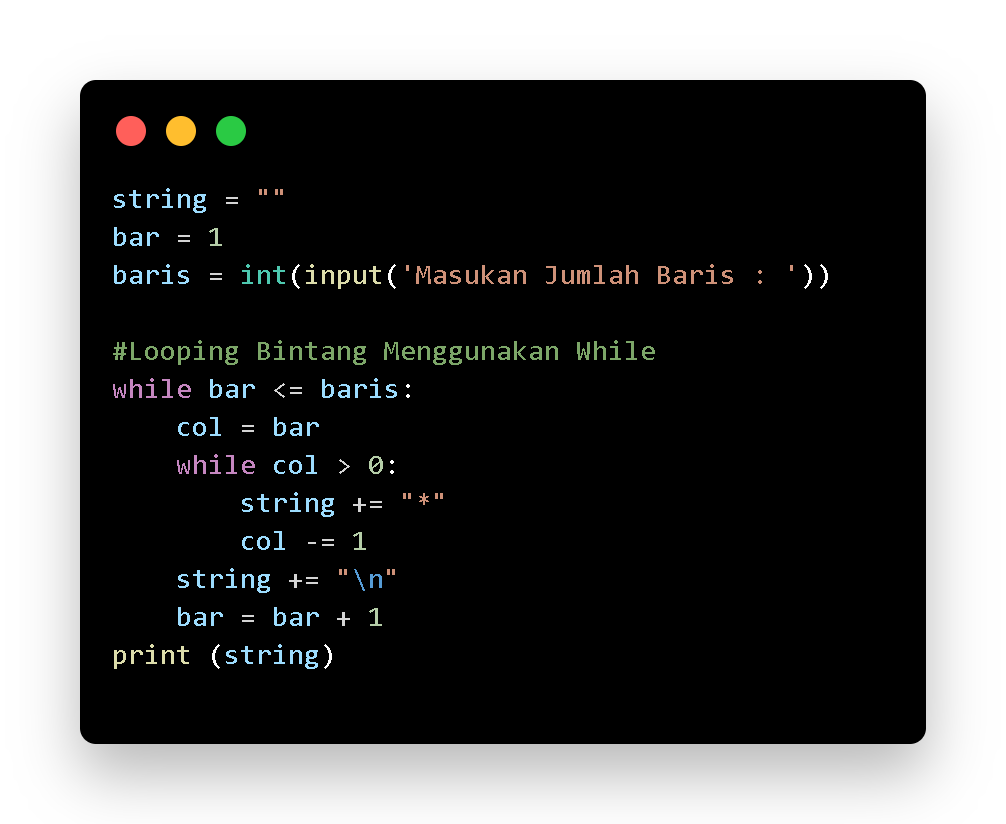 string = ""
bar = 1
baris = int(input('Masukan Jumlah Baris : '))

#Looping Bintang Menggunakan While
while bar <= baris:
    col = bar
    while col > 0:
        string += "*"
        col -= 1
    string += "\n"
    bar = bar + 1
print (string)